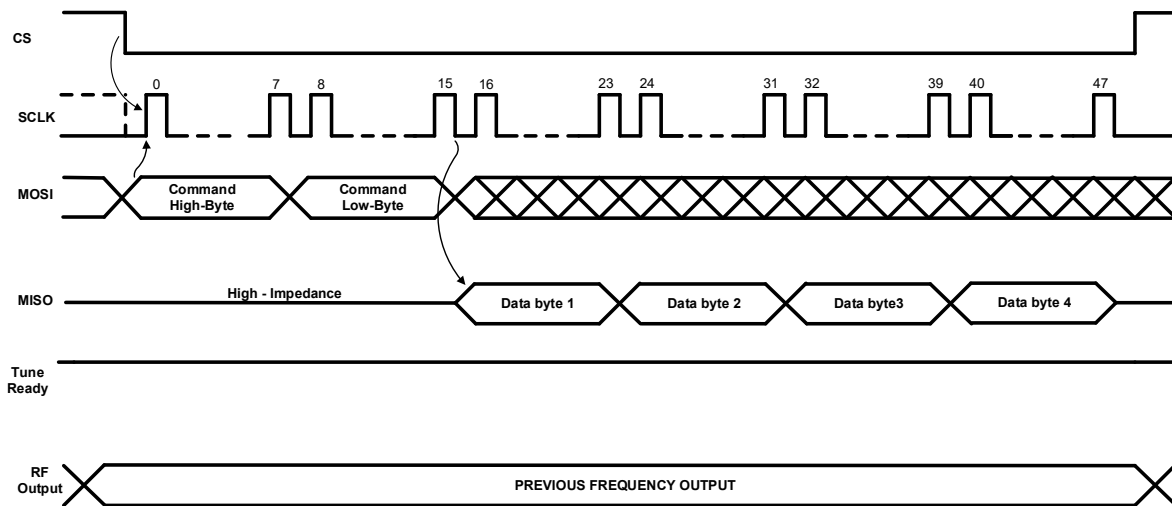 CS
0 7 8 15 16 23 24 31 32 39 40 47
SCLK
MOSI
Command
High-Byte
Command
Low-Byte
MISO
High - Impedance
Data byte 1
Data byte 2
Data byte3
Data byte 4
Tune
Ready
RF
Output
PREVIOUS FREQUENCY OUTPUT